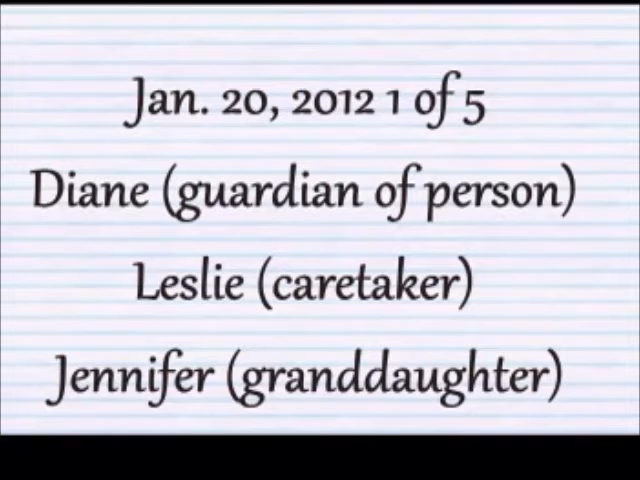 Jan. 20, 2012 1 of 5
Diane (guardian of person)
Leslie (caretaker)
Jennifer (granddaughter)